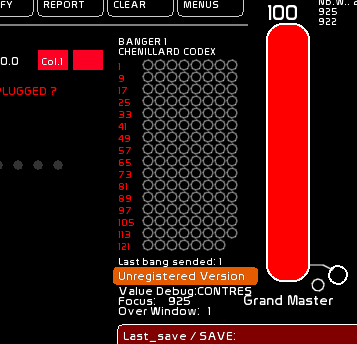 FY
REPORT
CLEAR
MENUS
100
No.W..
925
922
0.0
Col.1
PLUGGED ?
BANGER 1
CHENILLARD CODEX
1
9
17
25
33
41
49
57
65
73
81
89
97
105
113
121
Last bang sended: 1
Unregistered Version
Value Debug:CONTRES
Focus: 925
Over Window: 1
Grand Master
Last_save / SAVE: